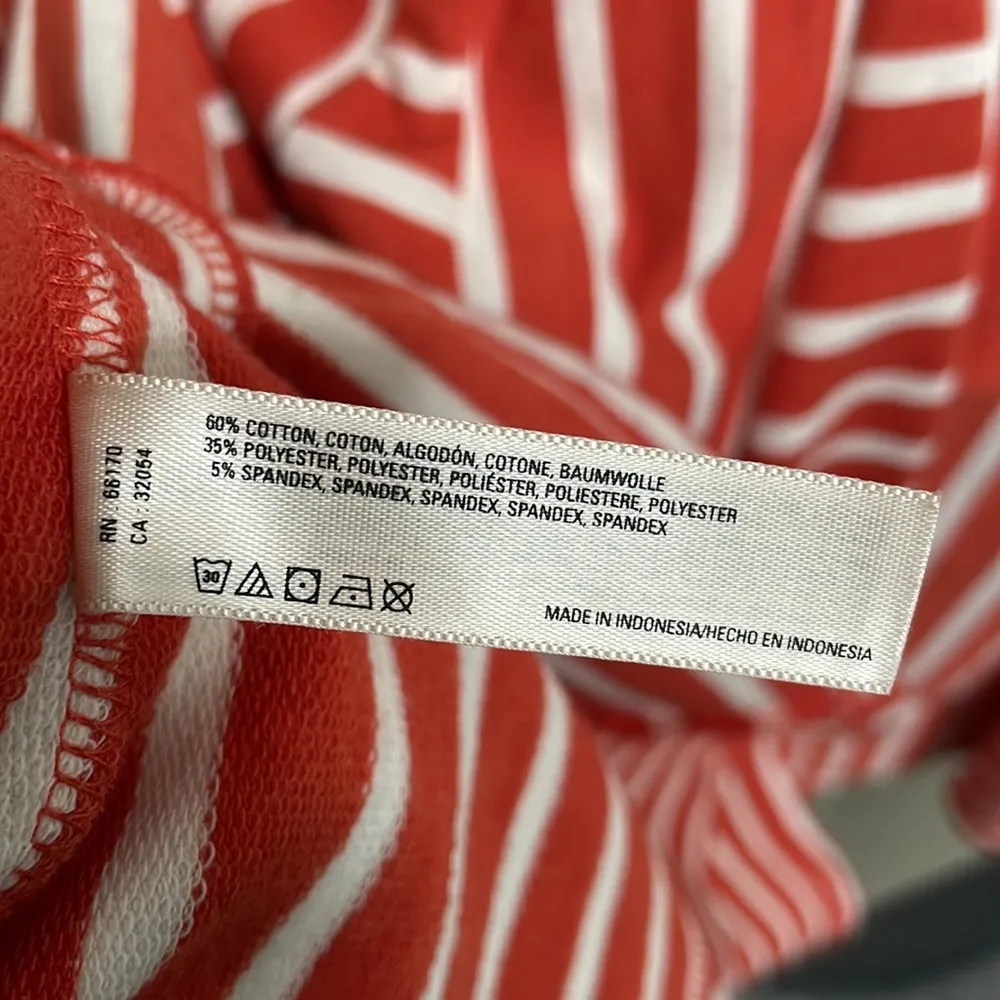 60% COTTON, COTON, ALGODÓN, COTONE, BAUMWOLLE
35% POLYESTER, POLYESTER, POLIÉSTER, POLIESTERE, POLYESTER
5% SPANDEX, SPANDEX, SPANDEX, SPANDEX, SPANDEX
RN : 66170
CA : 32054
30
MADE IN INDONESIA/HECHO EN INDONESIA